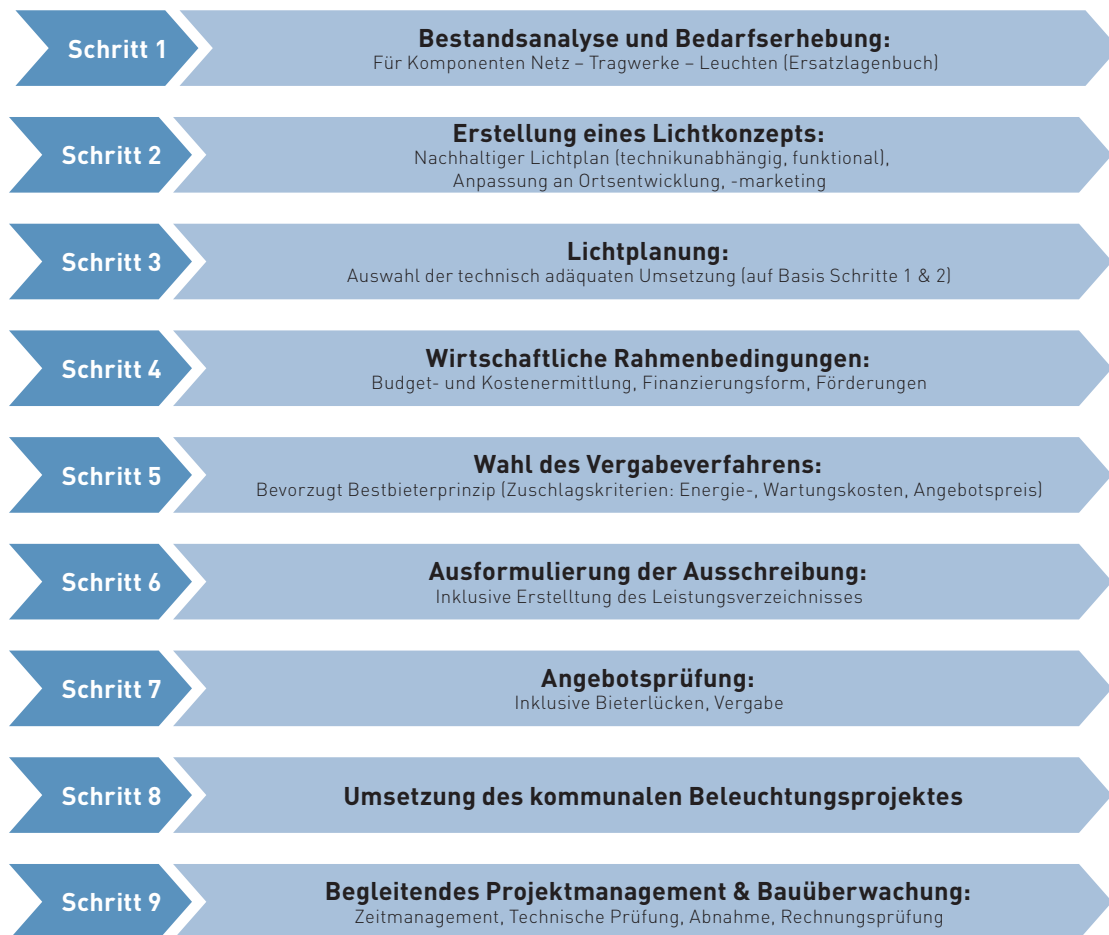 Schritt 1
Bestandsanalyse und Bedarfserhebung:
Für Komponenten Netz – Tragwerke – Leuchten (Ersatzlagenbuch)
Schritt 2
Erstellung eines Lichtkonzepts:
Nachhaltiger Lichtplan (technikunabhängig, funktional),
Anpassung an Ortsentwicklung, -marketing
Schritt 3
Lichtplanung:
Auswahl der technisch adäquaten Umsetzung (auf Basis Schritte 1 & 2)
Schritt 4
Wirtschaftliche Rahmenbedingungen:
Budget- und Kostenermittlung, Finanzierungsform, Förderungen
Schritt 5
Wahl des Vergabeverfahrens:
Bevorzugt Bestbieterprinzip (Zuschlagskriterien: Energie-, Wartungskosten, Angebotspreis)
Schritt 6
Ausformulierung der Ausschreibung:
Inklusive Erstelltung des Leistungsverzeichnisses
Schritt 7
Angebotsprüfung:
Inklusive Bieterlücken, Vergabe
Schritt 8
Umsetzung des kommunalen Beleuchtungsprojektes
Schritt 9
Begleitendes Projektmanagement & Bauüberwachung:
Zeitmanagement, Technische Prüfung, Abnahme, Rechnungsprüfung